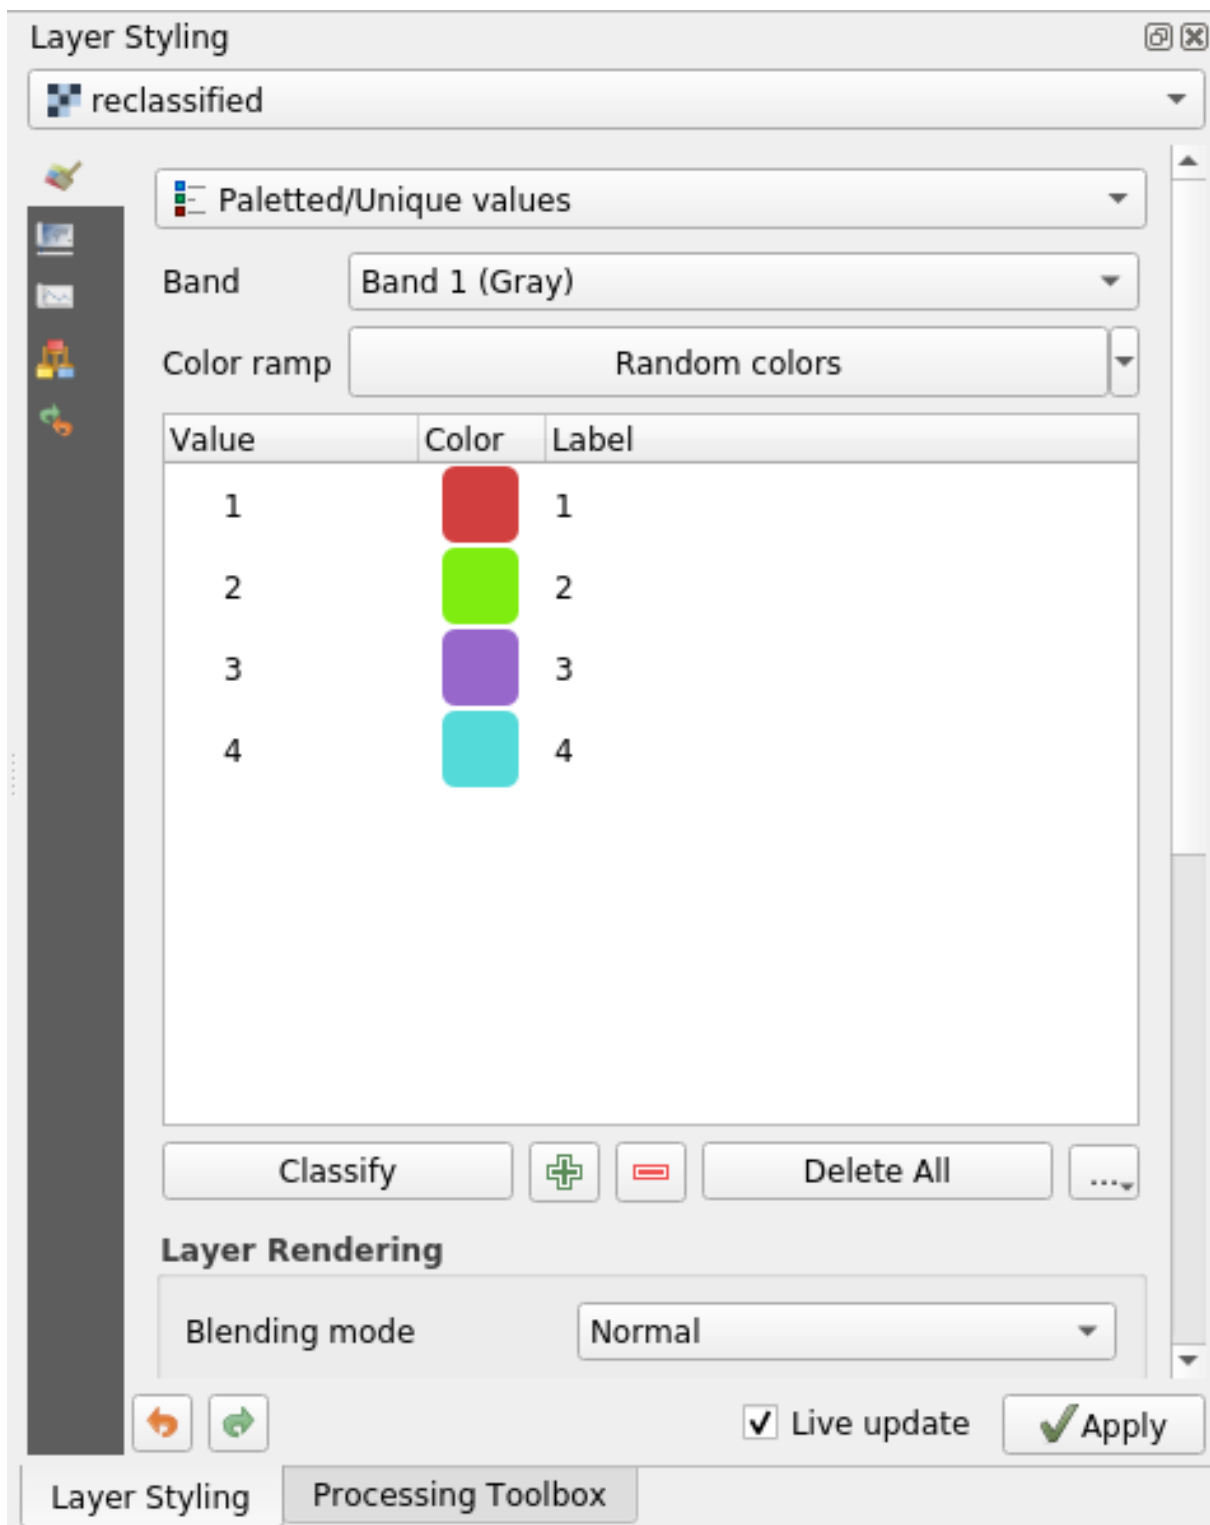 Layer Styling
reclassified
Paletted/Unique values
Band Band 1 (Gray)
Color ramp Random colors
Value Color Label
1 1
2 2
3 3
4 4
Classify Delete All ...
Layer Rendering
Blending mode Normal
Live update Apply
Layer Styling Processing Toolbox